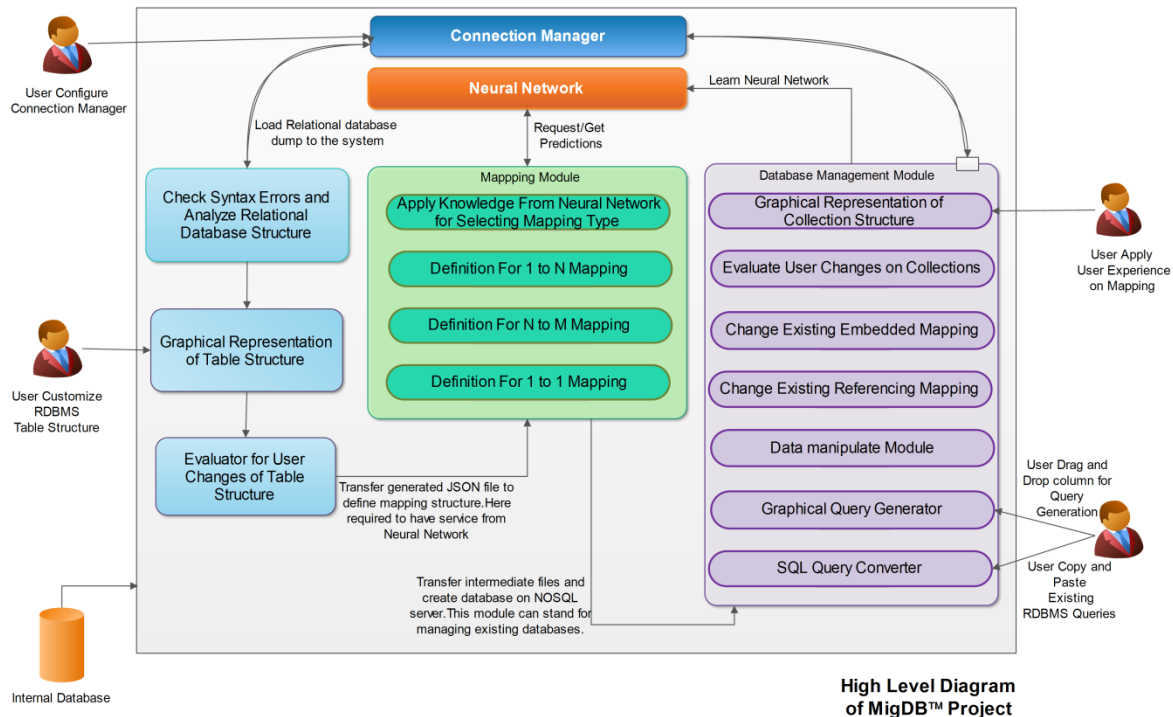 Connection Manager
Neural Network
Learn Neural Network
User Configure
Connection Manager
Load Relational database
dump to the system
Request/Get
Predictions
Check Syntax Errors and
Analyze Relational
Database Structure
Mappping Module
Apply Knowledge From Neural Network
for Selecting Mapping Type
Definition For 1 to N Mapping
Definition For N to M Mapping
Definition For 1 to 1 Mapping
Database Management Module
Graphical Representation of
Collection Structure
Evaluate User Changes on Collections
Change Existing Embedded Mapping
Change Existing Referencing Mapping
Data manipulate Module
Graphical Query Generator
SQL Query Converter
User Apply
User Experience
on Mapping
Graphical Representation
of Table Structure
User Customize
RDBMS
Table Structure
Evaluator for User
Changes of Table
Structure
Transfer generated JSON file to
define mapping structure.Here
required to have service from
Neural Network
User Drag and
Drop column for
Query
Generation
User Copy and
Paste
Existing
RDBMS Queries
Transfer intermediate files and
create database on NOSQL
server.This module can stand for
managing existing databases.
Internal Database
High Level Diagram
of MigDB™ Project